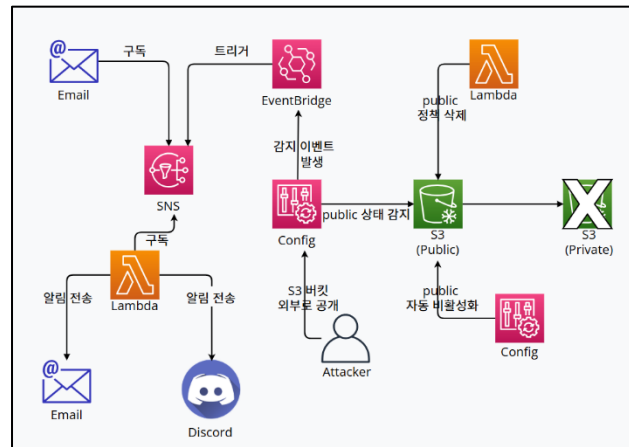 구독
트리거
Email
EventBridge
Lambda
public
정책 삭제
감지 이벤트
발생
SNS
Config
public 상태 감지
S3
(Public)
S3
(Private)
구독
Lambda
알림 전송
알림 전송
S3 버킷
외부로 공개
public
자동 비활성화
Config
Attacker
Email
Discord